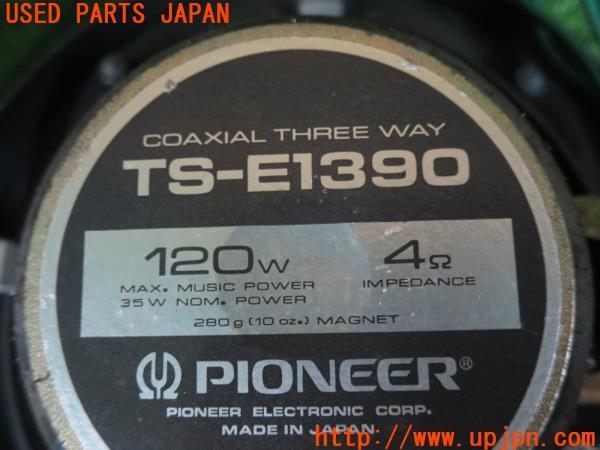 USED PARTS JAPAN
COAXIAL THREE WAY
TS-E1390
120W
MAX. MUSIC POWER
35W NOM. POWER
4Ω
IMPEDANCE
280g (10 oz.) MAGNET
PIONEER®
PIONEER ELECTRONIC CORP.
MADE IN JAPAN
http://www.upjpn.com/